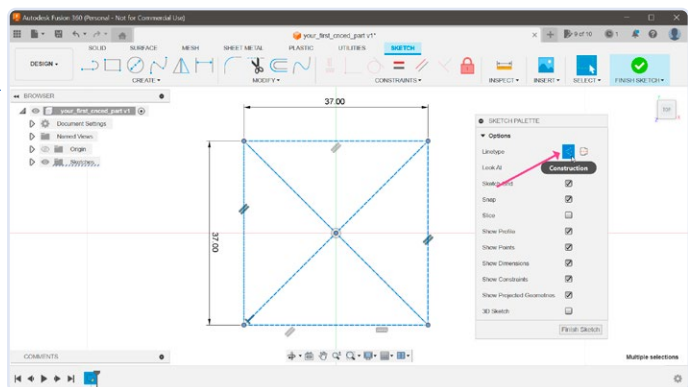 Autodesk Fusion 360 (Personal - Not for Commercial Use)
your_first_cnced_part v1*
9 of 10
1
SOLID SURFACE MESH SHEET METAL PLASTIC UTILITIES SKETCH
DESIGN
CREATE MODIFY CONSTRAINTS INSPECT INSERT SELECT FINISH SKETCH
BROWSER
SKETCH PALETTE
your_first_cnced_part v1
Document Settings
Named Views
Origin
Sketches
37.00
37.00
TOP
Options
Linetype
Look At
Construction
Sketch Grid
Snap
Slice
Show Profile
Show Points
Show Dimensions
Show Constraints
Show Projected Geometries
3D Sketch
Finish Sketch
COMMENTS
Multiple selections